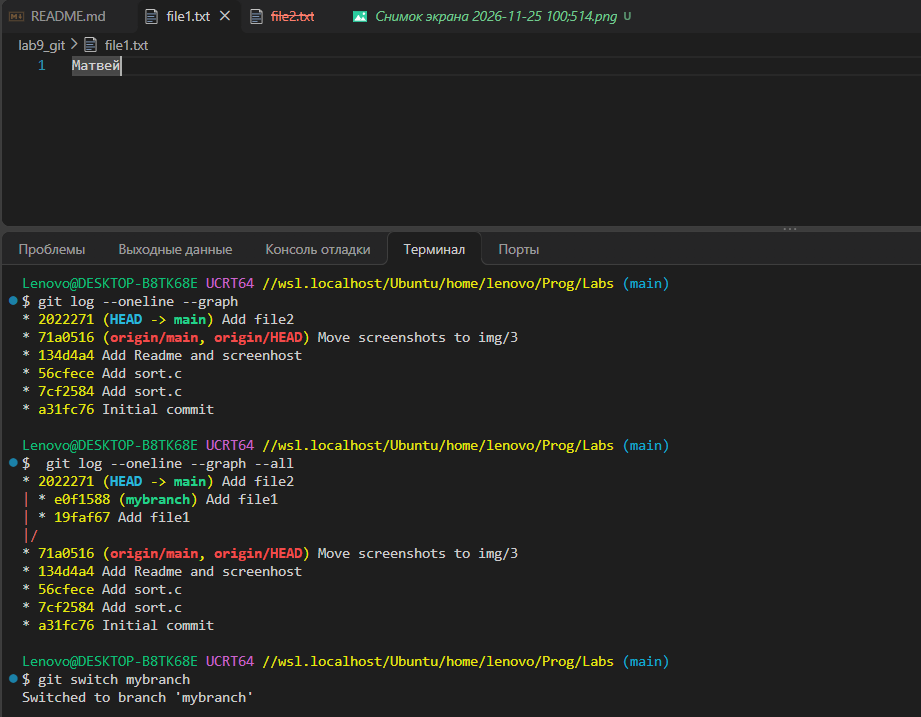 README.md file1.txt file2.txt Снимок экрана 2026-11-25 100;514.png U
lab9_git > file1.txt
1 Матвей
Проблемы Выходные данные Консоль отладки Терминал Порты
Lenovo@DESKTOP-B8TK68E UCRT64 //wsl.localhost/Ubuntu/home/lenovo/Prog/Labs (main)
$ git log --oneline --graph
* 2022271 (HEAD -> main) Add file2
* 71a0516 (origin/main, origin/HEAD) Move screenshots to img/3
* 134d4a4 Add Readme and screenhost
* 56cfece Add sort.c
* 7cf2584 Add sort.c
* a31fc76 Initial commit
Lenovo@DESKTOP-B8TK68E UCRT64 //wsl.localhost/Ubuntu/home/lenovo/Prog/Labs (main)
$  git log --oneline --graph --all
* 2022271 (HEAD -> main) Add file2
| * e0f1588 (mybranch) Add file1
| * 19faf67 Add file1
|/
* 71a0516 (origin/main, origin/HEAD) Move screenshots to img/3
* 134d4a4 Add Readme and screenhost
* 56cfece Add sort.c
* 7cf2584 Add sort.c
* a31fc76 Initial commit
Lenovo@DESKTOP-B8TK68E UCRT64 //wsl.localhost/Ubuntu/home/lenovo/Prog/Labs (main)
$ git switch mybranch
Switched to branch 'mybranch'